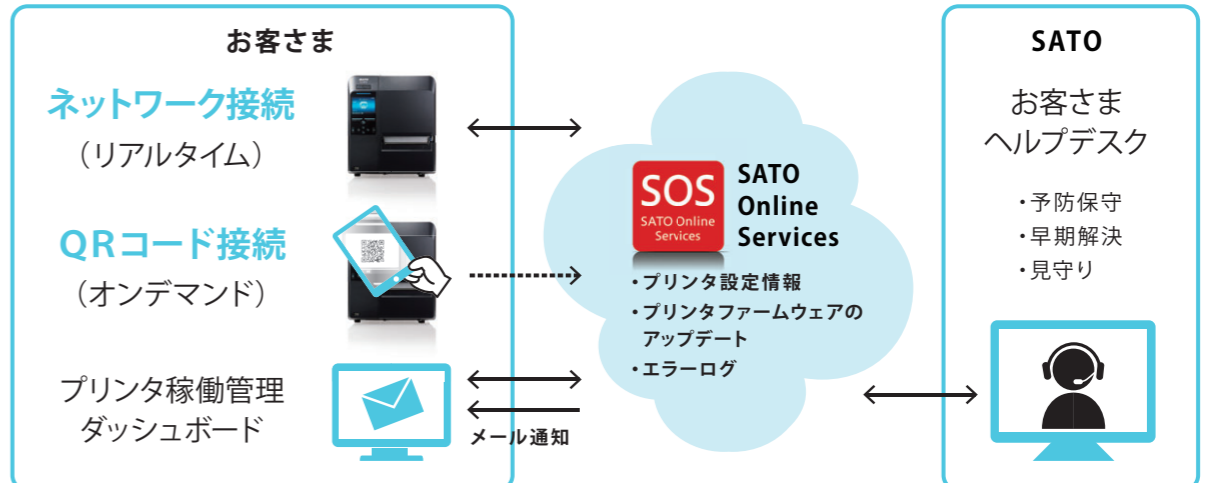 お客さま
ネットワーク接続
(リアルタイム)
QRコード接続
(オンデマンド)
プリンタ稼働管理
ダッシュボード
メール通知
SOS
SATO Online
Services
SATO
Online
Services
・プリンタ設定情報
・プリンタファームウェアの
アップデート
・エラーログ
SATO
お客さま
ヘルプデスク
・予防保守
・早期解決
・見守り